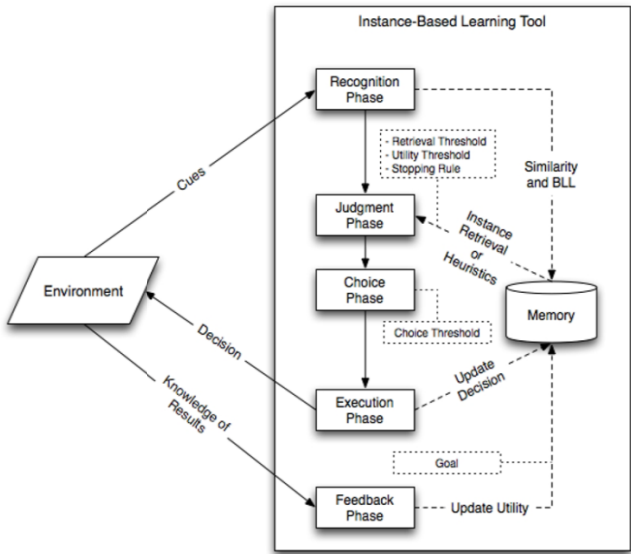 Instance-Based Learning Tool
Recognition
Phase
- Retrieval Threshold
- Utility Threshold
- Stopping Rule
Cues
Similarity
and BLL
Judgment
Phase
Instance
Retrieval
or
Heuristics
Environment
Choice
Phase
Memory
Choice Threshold
Decision
Update
Decision
Execution
Phase
Knowledge of
Results
Goal
Feedback
Phase
Update Utility